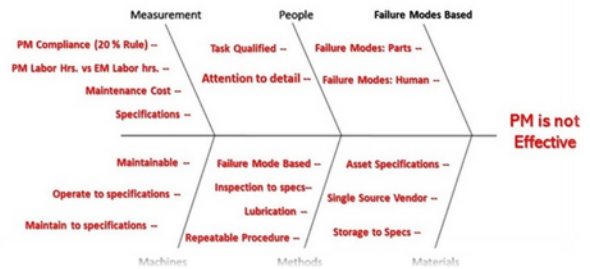 Measurement
People
Failure Modes Based
PM Compliance (20 % Rule) --
PM Labor Hrs. vs EM Labor hrs. --
Maintenance Cost --
Specifications --
Task Qualified --
Attention to detail --
Failure Modes: Parts --
Failure Modes: Human --
PM is not
Effective
Maintainable --
Operate to specifications --
Maintain to specifications --
Failure Mode Based --
Inspection to specs--
Lubrication --
Repeatable Procedure --
Asset Specifications --
Single Source Vendor --
Storage to Specs --
Machines
Methods
Materials